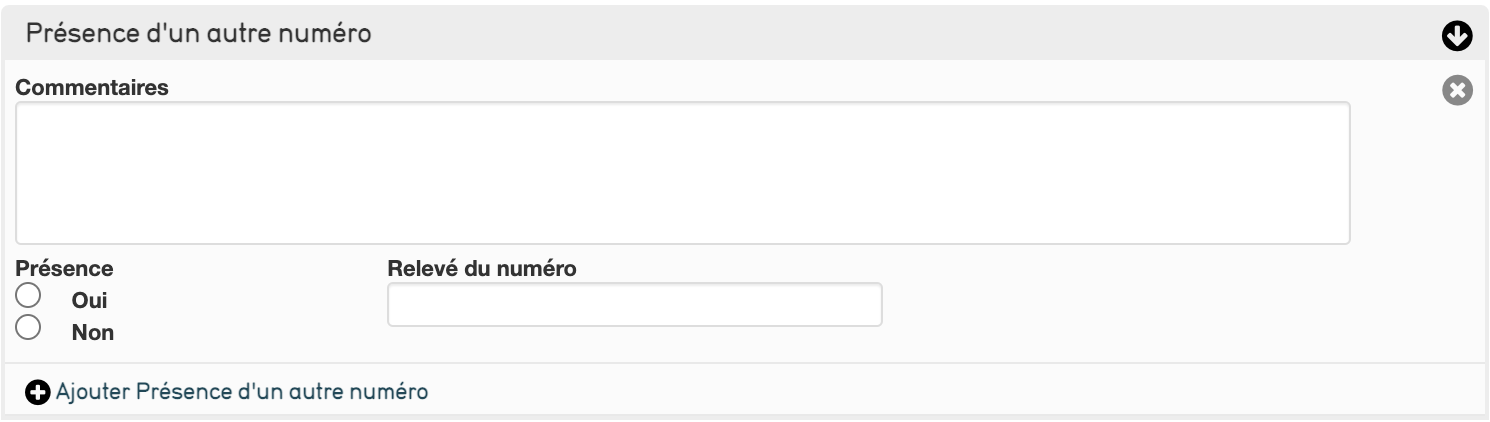 Présence d'un autre numéro
Commentaires
Présence
Relevé du numéro
Oui
Non
Ajouter Présence d'un autre numéro